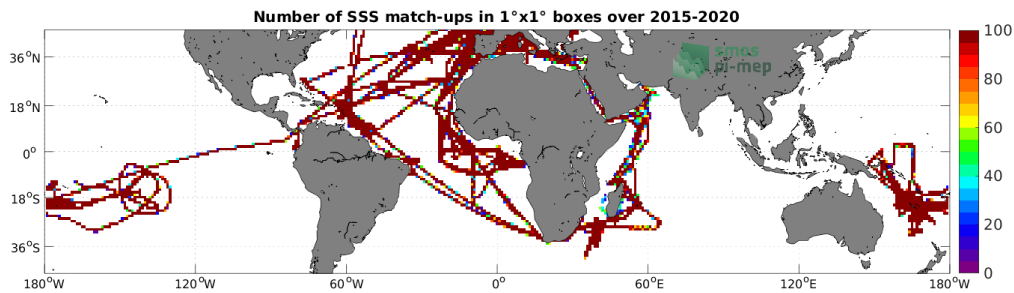 Number of SSS match-ups in 1°x1° boxes over 2015-2020
smos
pi-mep
36°N
18°N
0°
18°S
36°S
180°W
120°W
60°W
0°
60°E
120°E
180°W
100
80
60
40
20
0